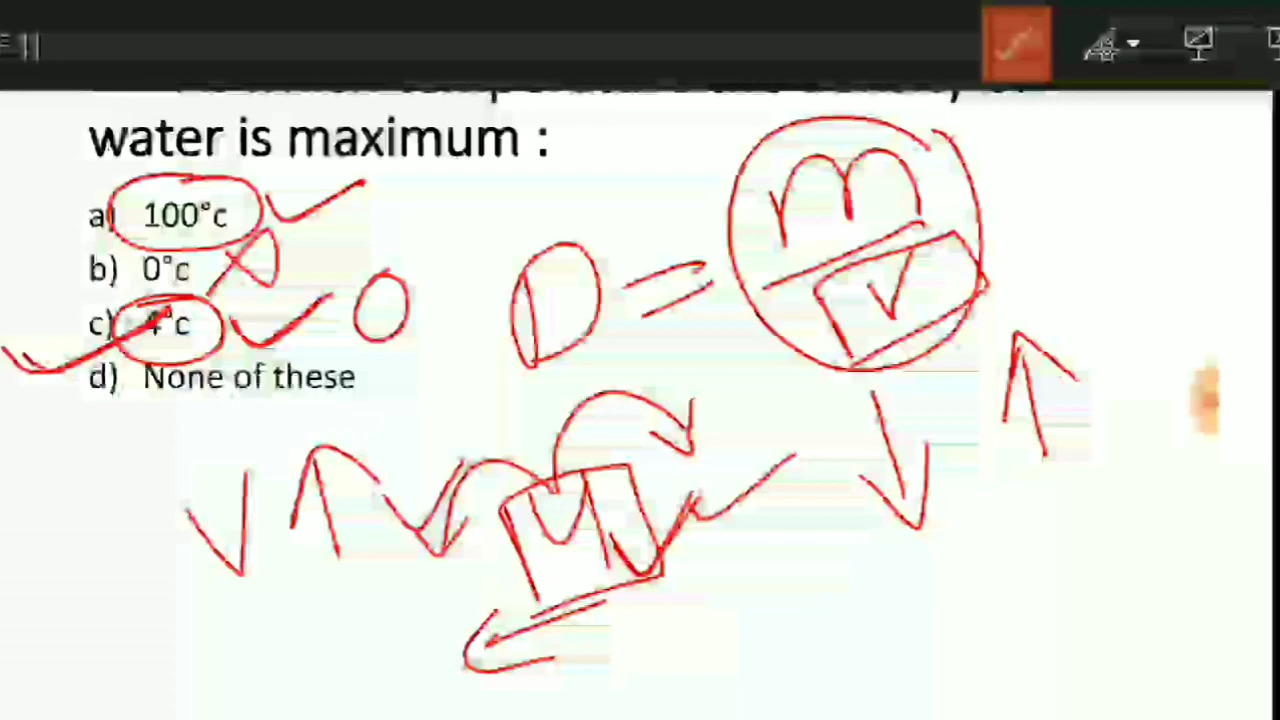 water is maximum :
a) 100°c
b) 0°c
c) 4°c
d) None of these
D = m
V
V